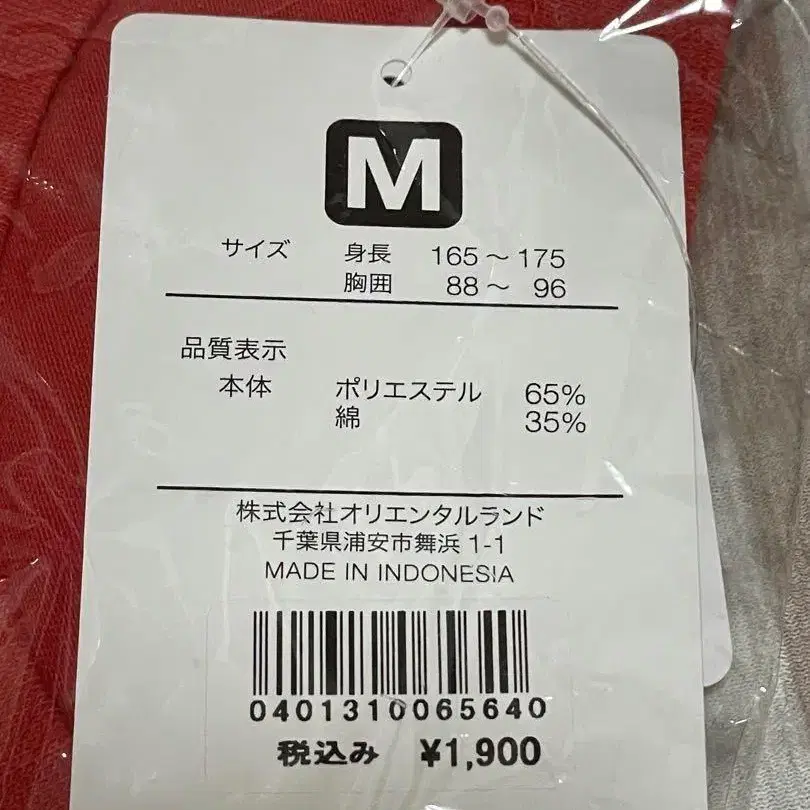 M
サイズ 身長 165～175
胸囲 88～ 96
品質表示
本体 ポリエステル 65%
綿 35%
株式会社オリエンタルランド
千葉県浦安市舞浜 1-1
MADE IN INDONESIA
0401310065640
税込み ¥1,900